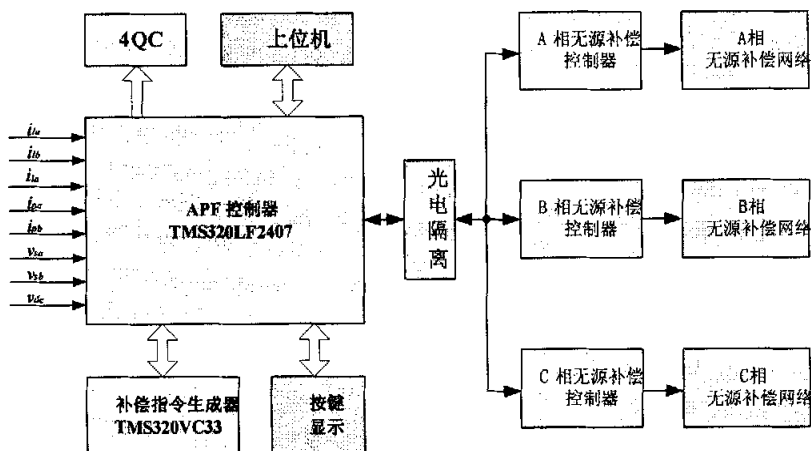 4QC
上位机
A 相无源补偿
控制器
A相
无源补偿网络
i_la
i_lb
APF 控制器
TMS320LF2407
i_pb
v_sa
v_sb
v_dc
光
电
隔
离
B 相无源补偿
控制器
B相
无源补偿网络
补偿指令生成器
TMS320VC33
按键
显示
C 相无源补偿
控制器
C相
无源补偿网络